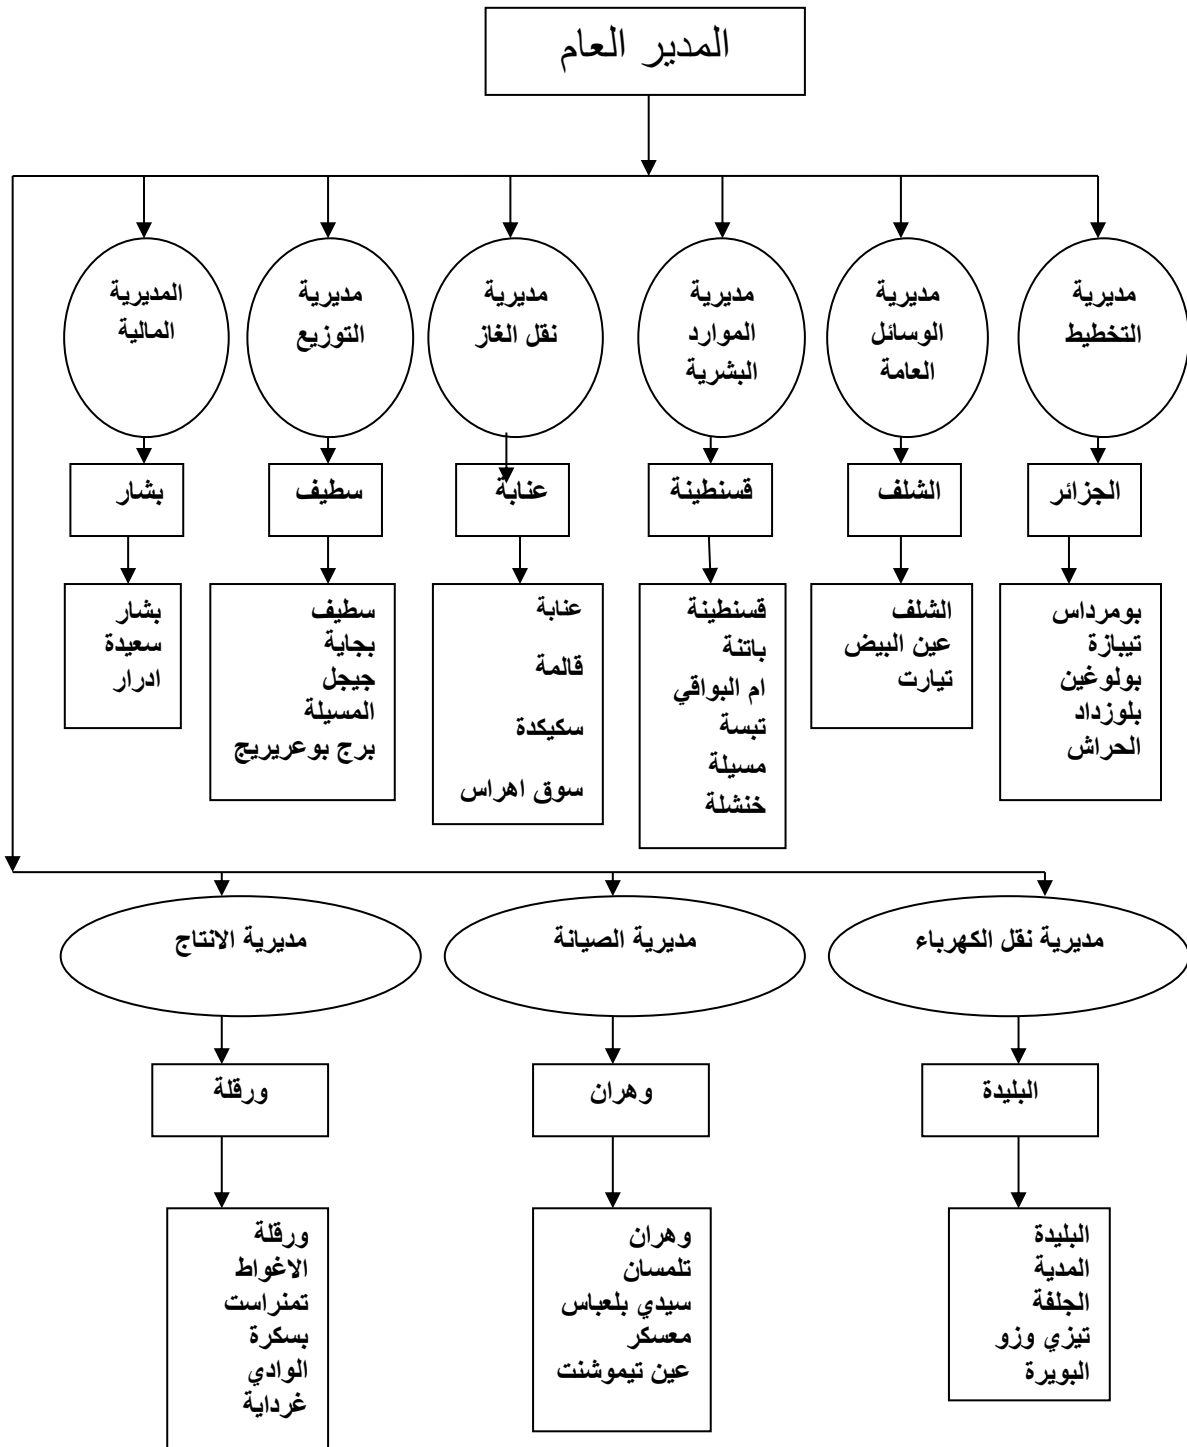 المدير العام
مديرية
التخطيط
مديرية
الوسائل
العامة
مديرية
الموارد
البشرية
مديرية
نقل الغاز
مديرية
التوزيع
المديرية
المالية
الجزائر
الشلف
قسنطينة
عنابة
سطيف
بشار
بومرداس
تيبازة
بولوغين
بلوزداد
الحراش
الشلف
عين البيض
تيارت
قسنطينة
باتنة
ام البواقي
تبسة
مسيلة
خنشلة
عنابة
قالمة
سكيكدة
سوق اهراس
سطيف
بجاية
جيجل
المسيلة
برج بوعريريج
بشار
سعيدة
ادرار
مديرية نقل الكهرباء
مديرية الصيانة
مديرية الانتاج
البليدة
وهران
ورقلة
البليدة
المدية
الجلفة
تيزي وزو
البويرة
وهران
تلمسان
سيدي بلعباس
معسكر
عين تيموشنت
ورقلة
الاغواط
تمنراست
بسكرة
الوادي
غرداية